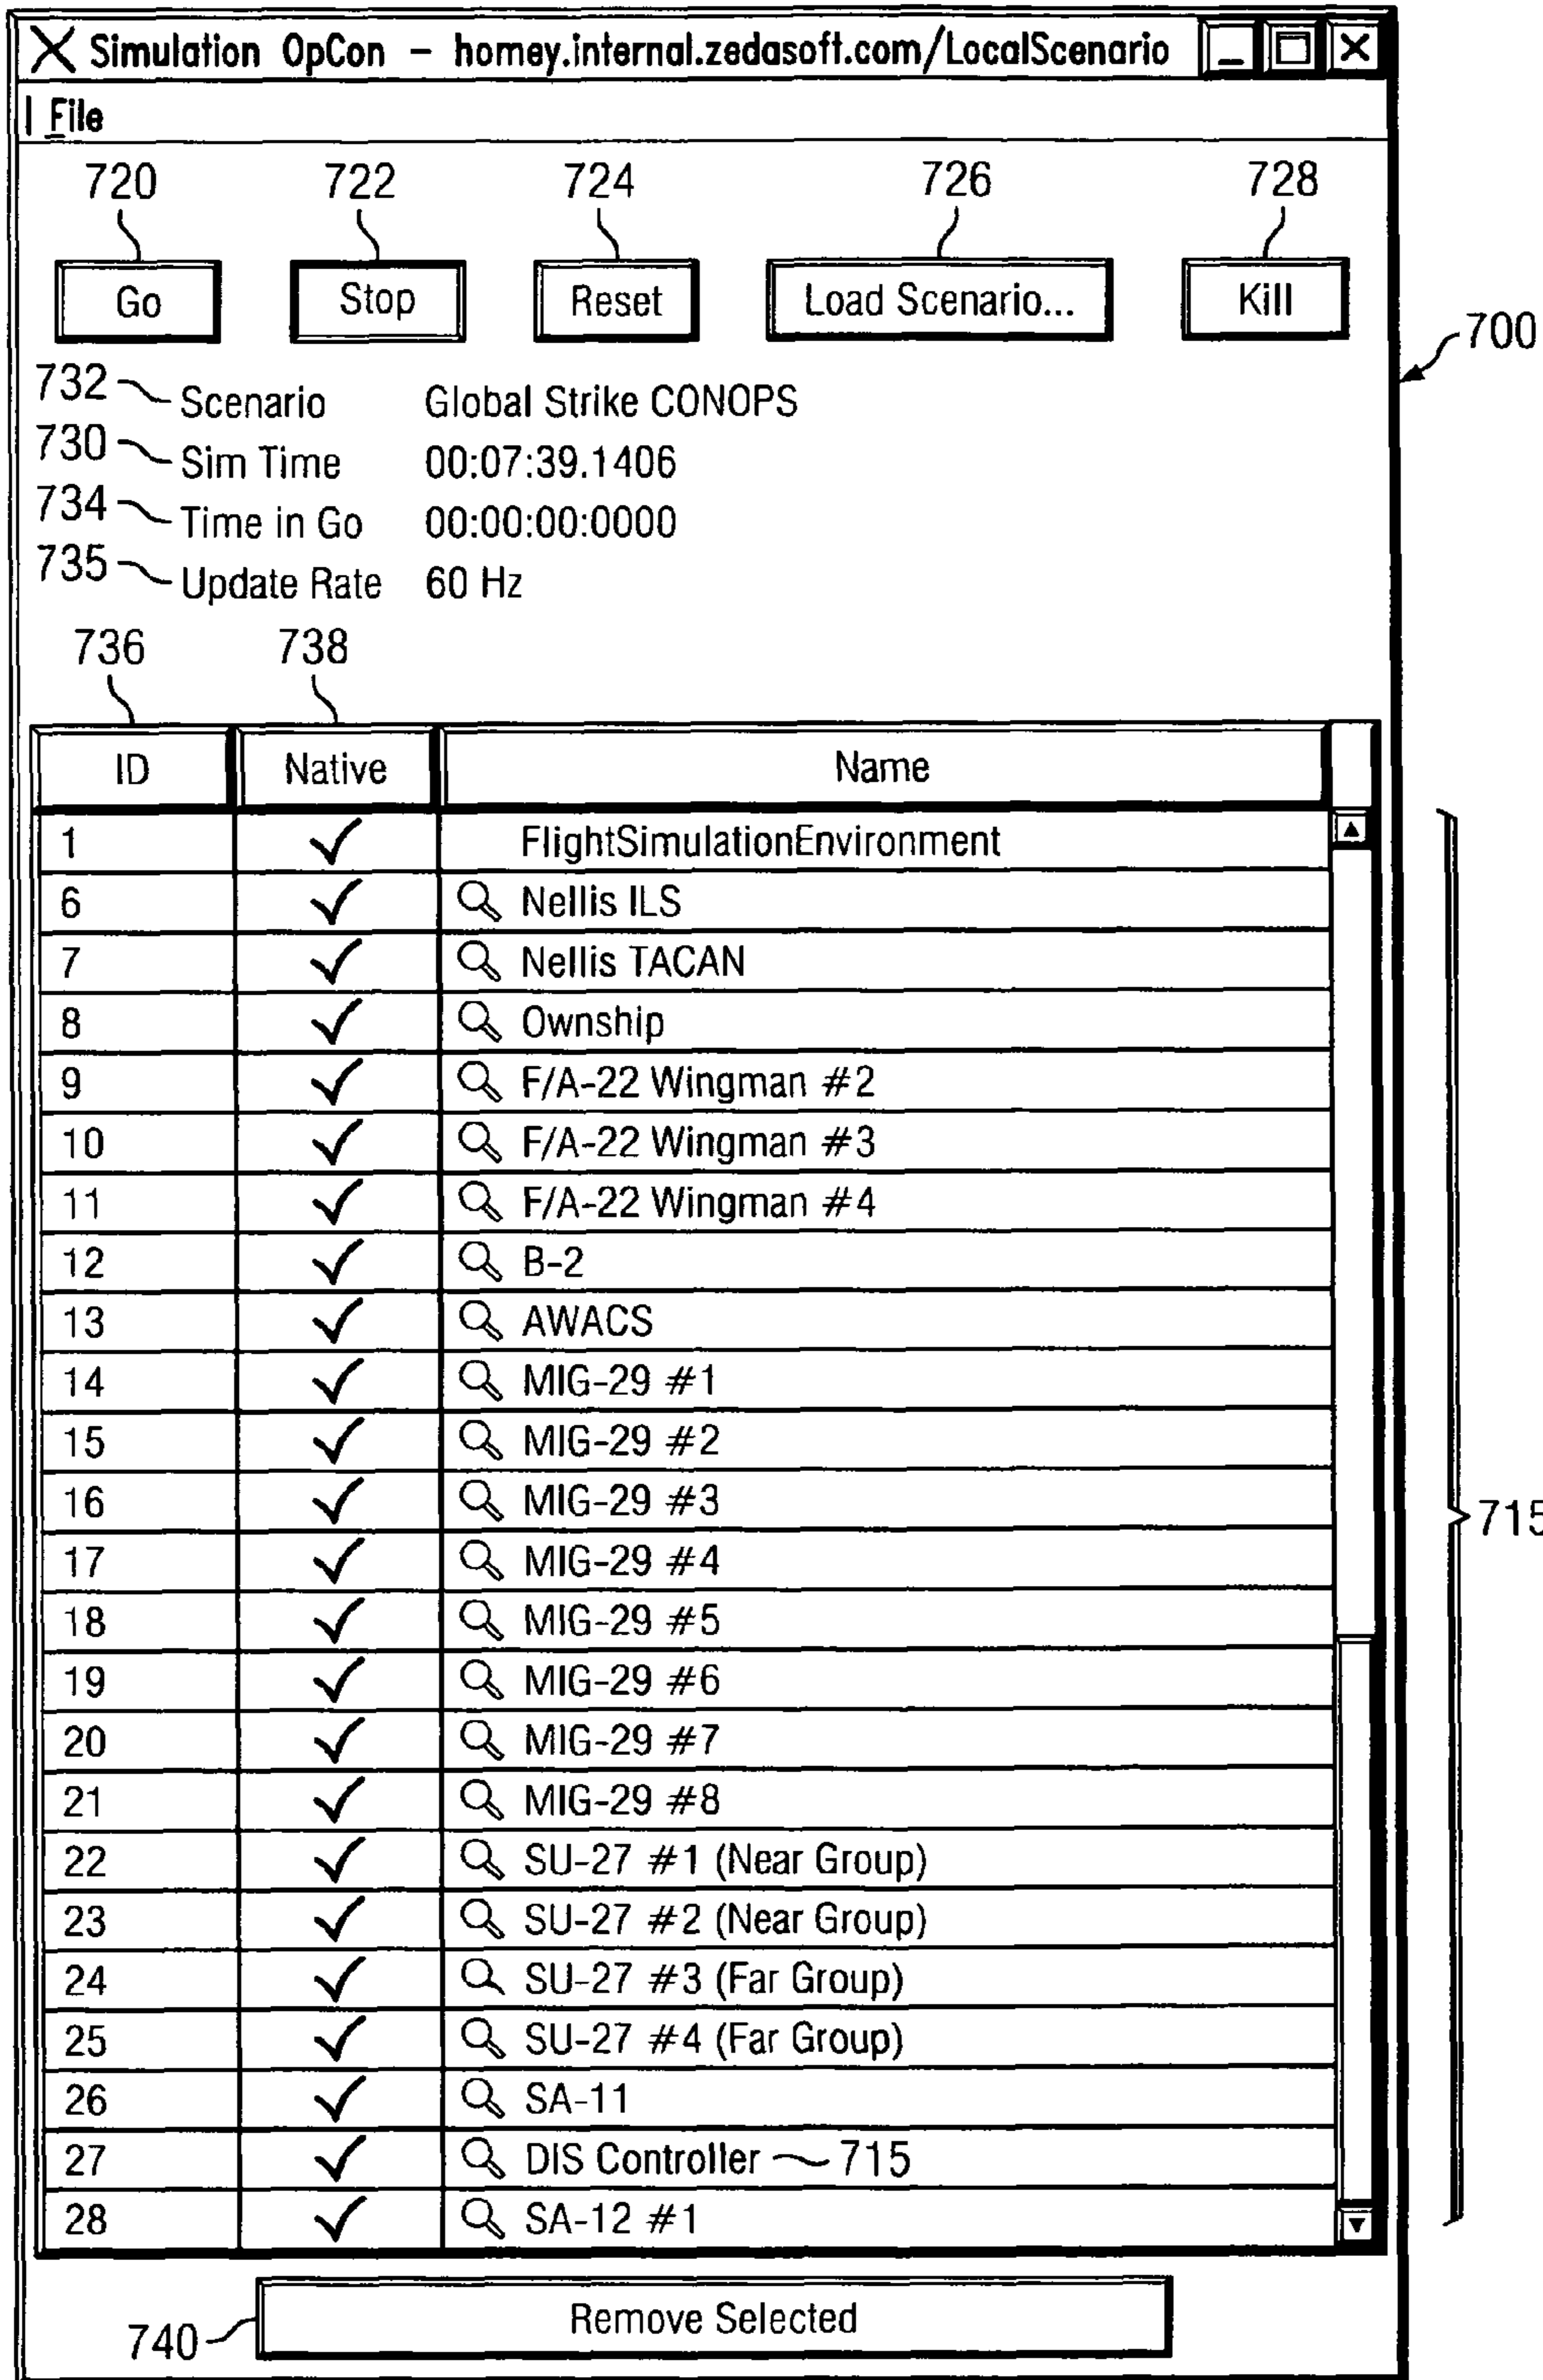 X Simulation OpCon - homey.internal.zedasoft.com/LocalScenario
File
720 722 724 726 728
Go Stop Reset Load Scenario... Kill
700
732 Scenario Global Strike CONOPS
730 Sim Time 00:07:39.1406
734 Time in Go 00:00:00:0000
735 Update Rate 60 Hz
736 738
ID Native Name
1 FlightSimulationEnvironment
6 Nellis ILS
7 Nellis TACAN
8 Ownship
9 F/A-22 Wingman #2
10 F/A-22 Wingman #3
11 F/A-22 Wingman #4
12 B-2
13 AWACS
14 MIG-29 #1
15 MIG-29 #2
16 MIG-29 #3
715
17 MIG-29 #4
18 MIG-29 #5
19 MIG-29 #6
20 MIG-29 #7
21 MIG-29 #8
22 SU-27 #1 (Near Group)
23 SU-27 #2 (Near Group)
24 SU-27 #3 (Far Group)
25 SU-27 #4 (Far Group)
26 SA-11
27 DIS Controller 715
28 SA-12 #1
740 Remove Selected